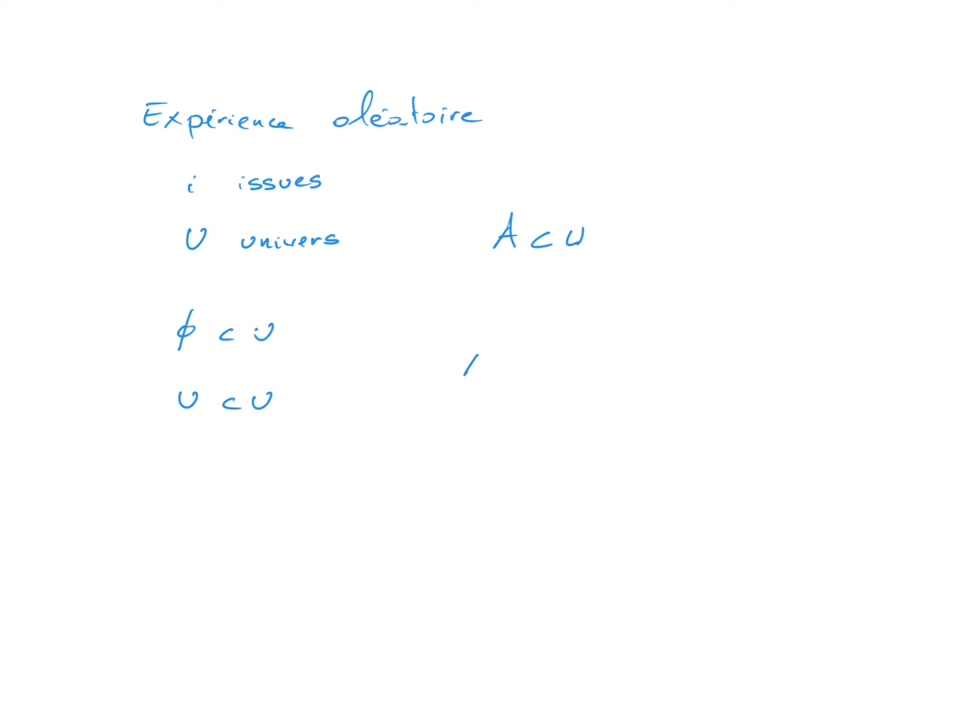 Expérience aléatoire
i issues
U univers A ⊂ U
ϕ ⊂ U
U ⊂ U